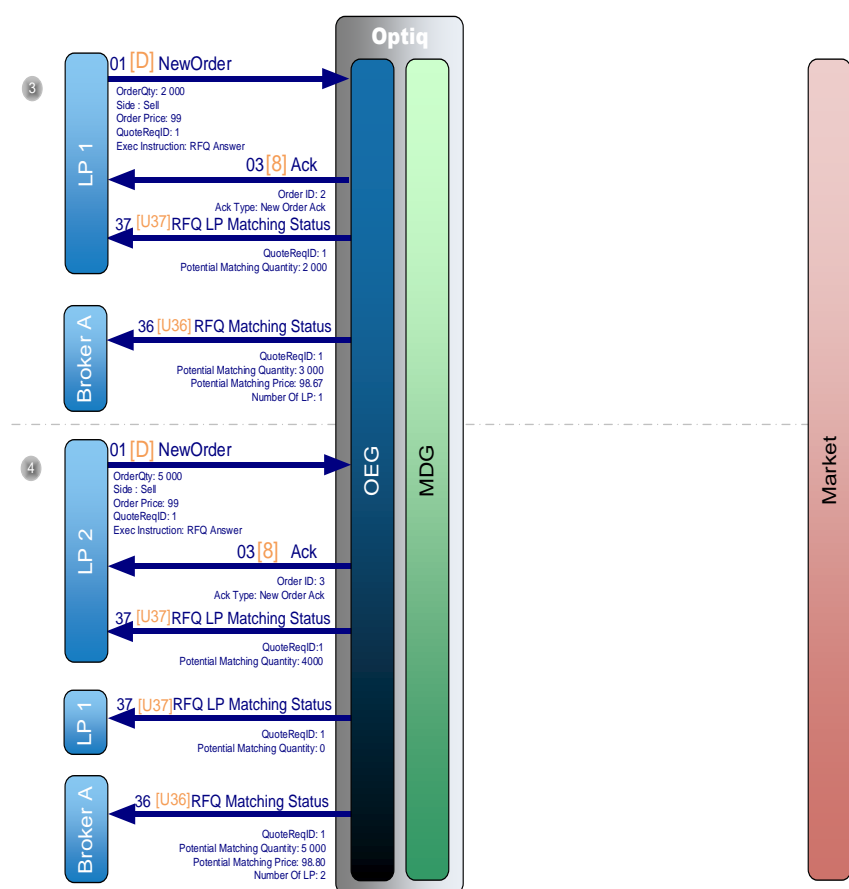 Optiq
3
LP 1
01 [D] NewOrder
OrderQty: 2 000
Side : Sell
Order Price: 99
QuoteReqID: 1
Exec Instruction: RFQ Answer
03 [8] Ack
Order ID: 2
Ack Type: New Order Ack
37 [U37] RFQ LP Matching Status
QuoteReqID: 1
Potential Matching Quantity: 2 000
Broker A
36 [U36] RFQ Matching Status
QuoteReqID: 1
Potential Matching Quantity: 3 000
Potential Matching Price: 98.67
Number Of LP: 1
4
LP 2
01 [D] NewOrder
OrderQty: 5 000
Side : Sell
Order Price: 99
QuoteReqID: 1
Exec Instruction: RFQ Answer
03 [8] Ack
Order ID: 3
Ack Type: New Order Ack
37 [U37] RFQ LP Matching Status
QuoteReqID:1
Potential Matching Quantity: 4000
LP 1
37 [U37] RFQ LP Matching Status
QuoteReqID: 1
Potential Matching Quantity: 0
Broker A
36 [U36] RFQ Matching Status
QuoteReqID: 1
Potential Matching Quantity: 5 000
Potential Matching Price: 98.80
Number Of LP: 2
OEG
MDG
Market